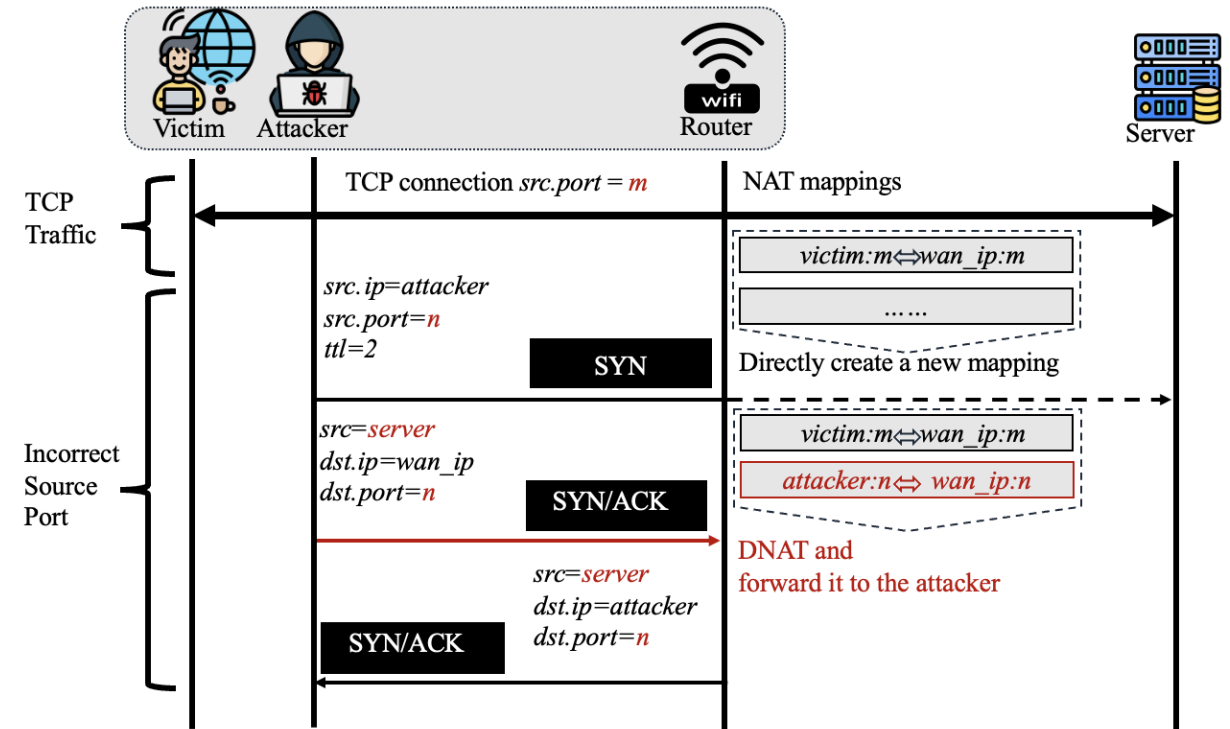 Victim
Attacker
wifi
Router
Server
TCP connection src.port = m
NAT mappings
TCP
Traffic
victim:m⇔wan_ip:m
……
src.ip=attacker
src.port=n
ttl=2
SYN
Directly create a new mapping
Incorrect
Source
Port
src=server
dst.ip=wan_ip
dst.port=n
SYN/ACK
victim:m⇔wan_ip:m
attacker:n⇔ wan_ip:n
DNAT and
forward it to the attacker
src=server
dst.ip=attacker
dst.port=n
SYN/ACK